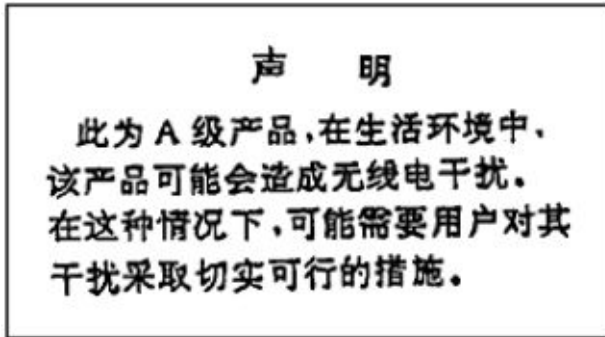 声 明
此为 A 级产品,在生活环境中,
该产品可能会造成无线电干扰。
在这种情况下,可能需要用户对其
干扰采取切实可行的措施。